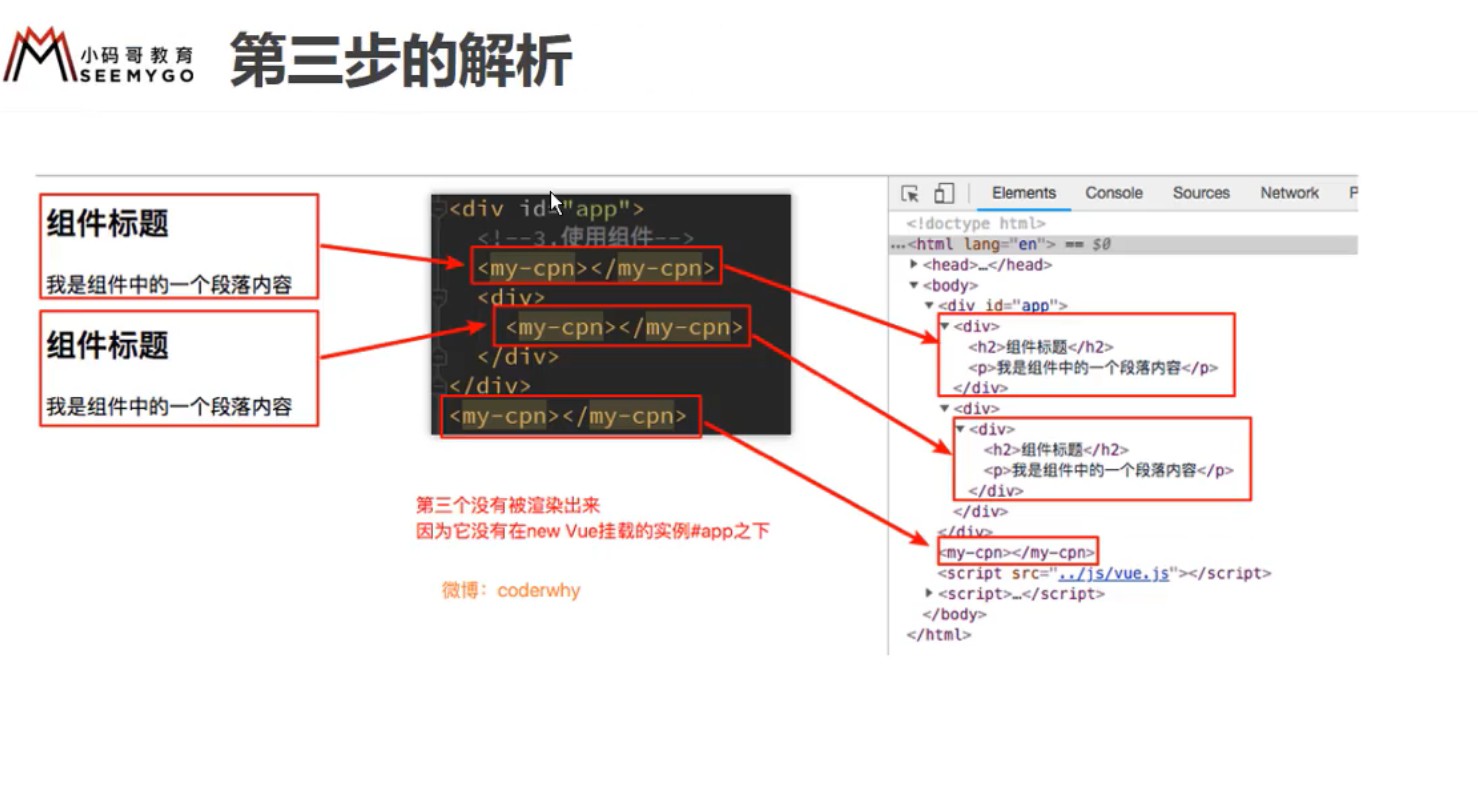 小码哥教育
SEEMYGO
第三步的解析
组件标题
我是组件中的一个段落内容
组件标题
我是组件中的一个段落内容
<div id="app">
<!--3.使用组件-->
<my-cpn></my-cpn>
<div>
<my-cpn></my-cpn>
</div>
</div>
<my-cpn></my-cpn>
第三个没有被渲染出来
因为它没有在new Vue挂载的实例#app之下
微博：coderwhy
Elements Console Sources Network P
<!doctype html>
…<html lang="en"> == $0
<head>…</head>
<body>
<div id="app">
<div>
<h2>组件标题</h2>
<p>我是组件中的一个段落内容</p>
</div>
<div>
<div>
<h2>组件标题</h2>
<p>我是组件中的一个段落内容</p>
</div>
</div>
</div>
<my-cpn></my-cpn>
<script src="../js/vue.js"></script>
<script>…</script>
</body>
</html>